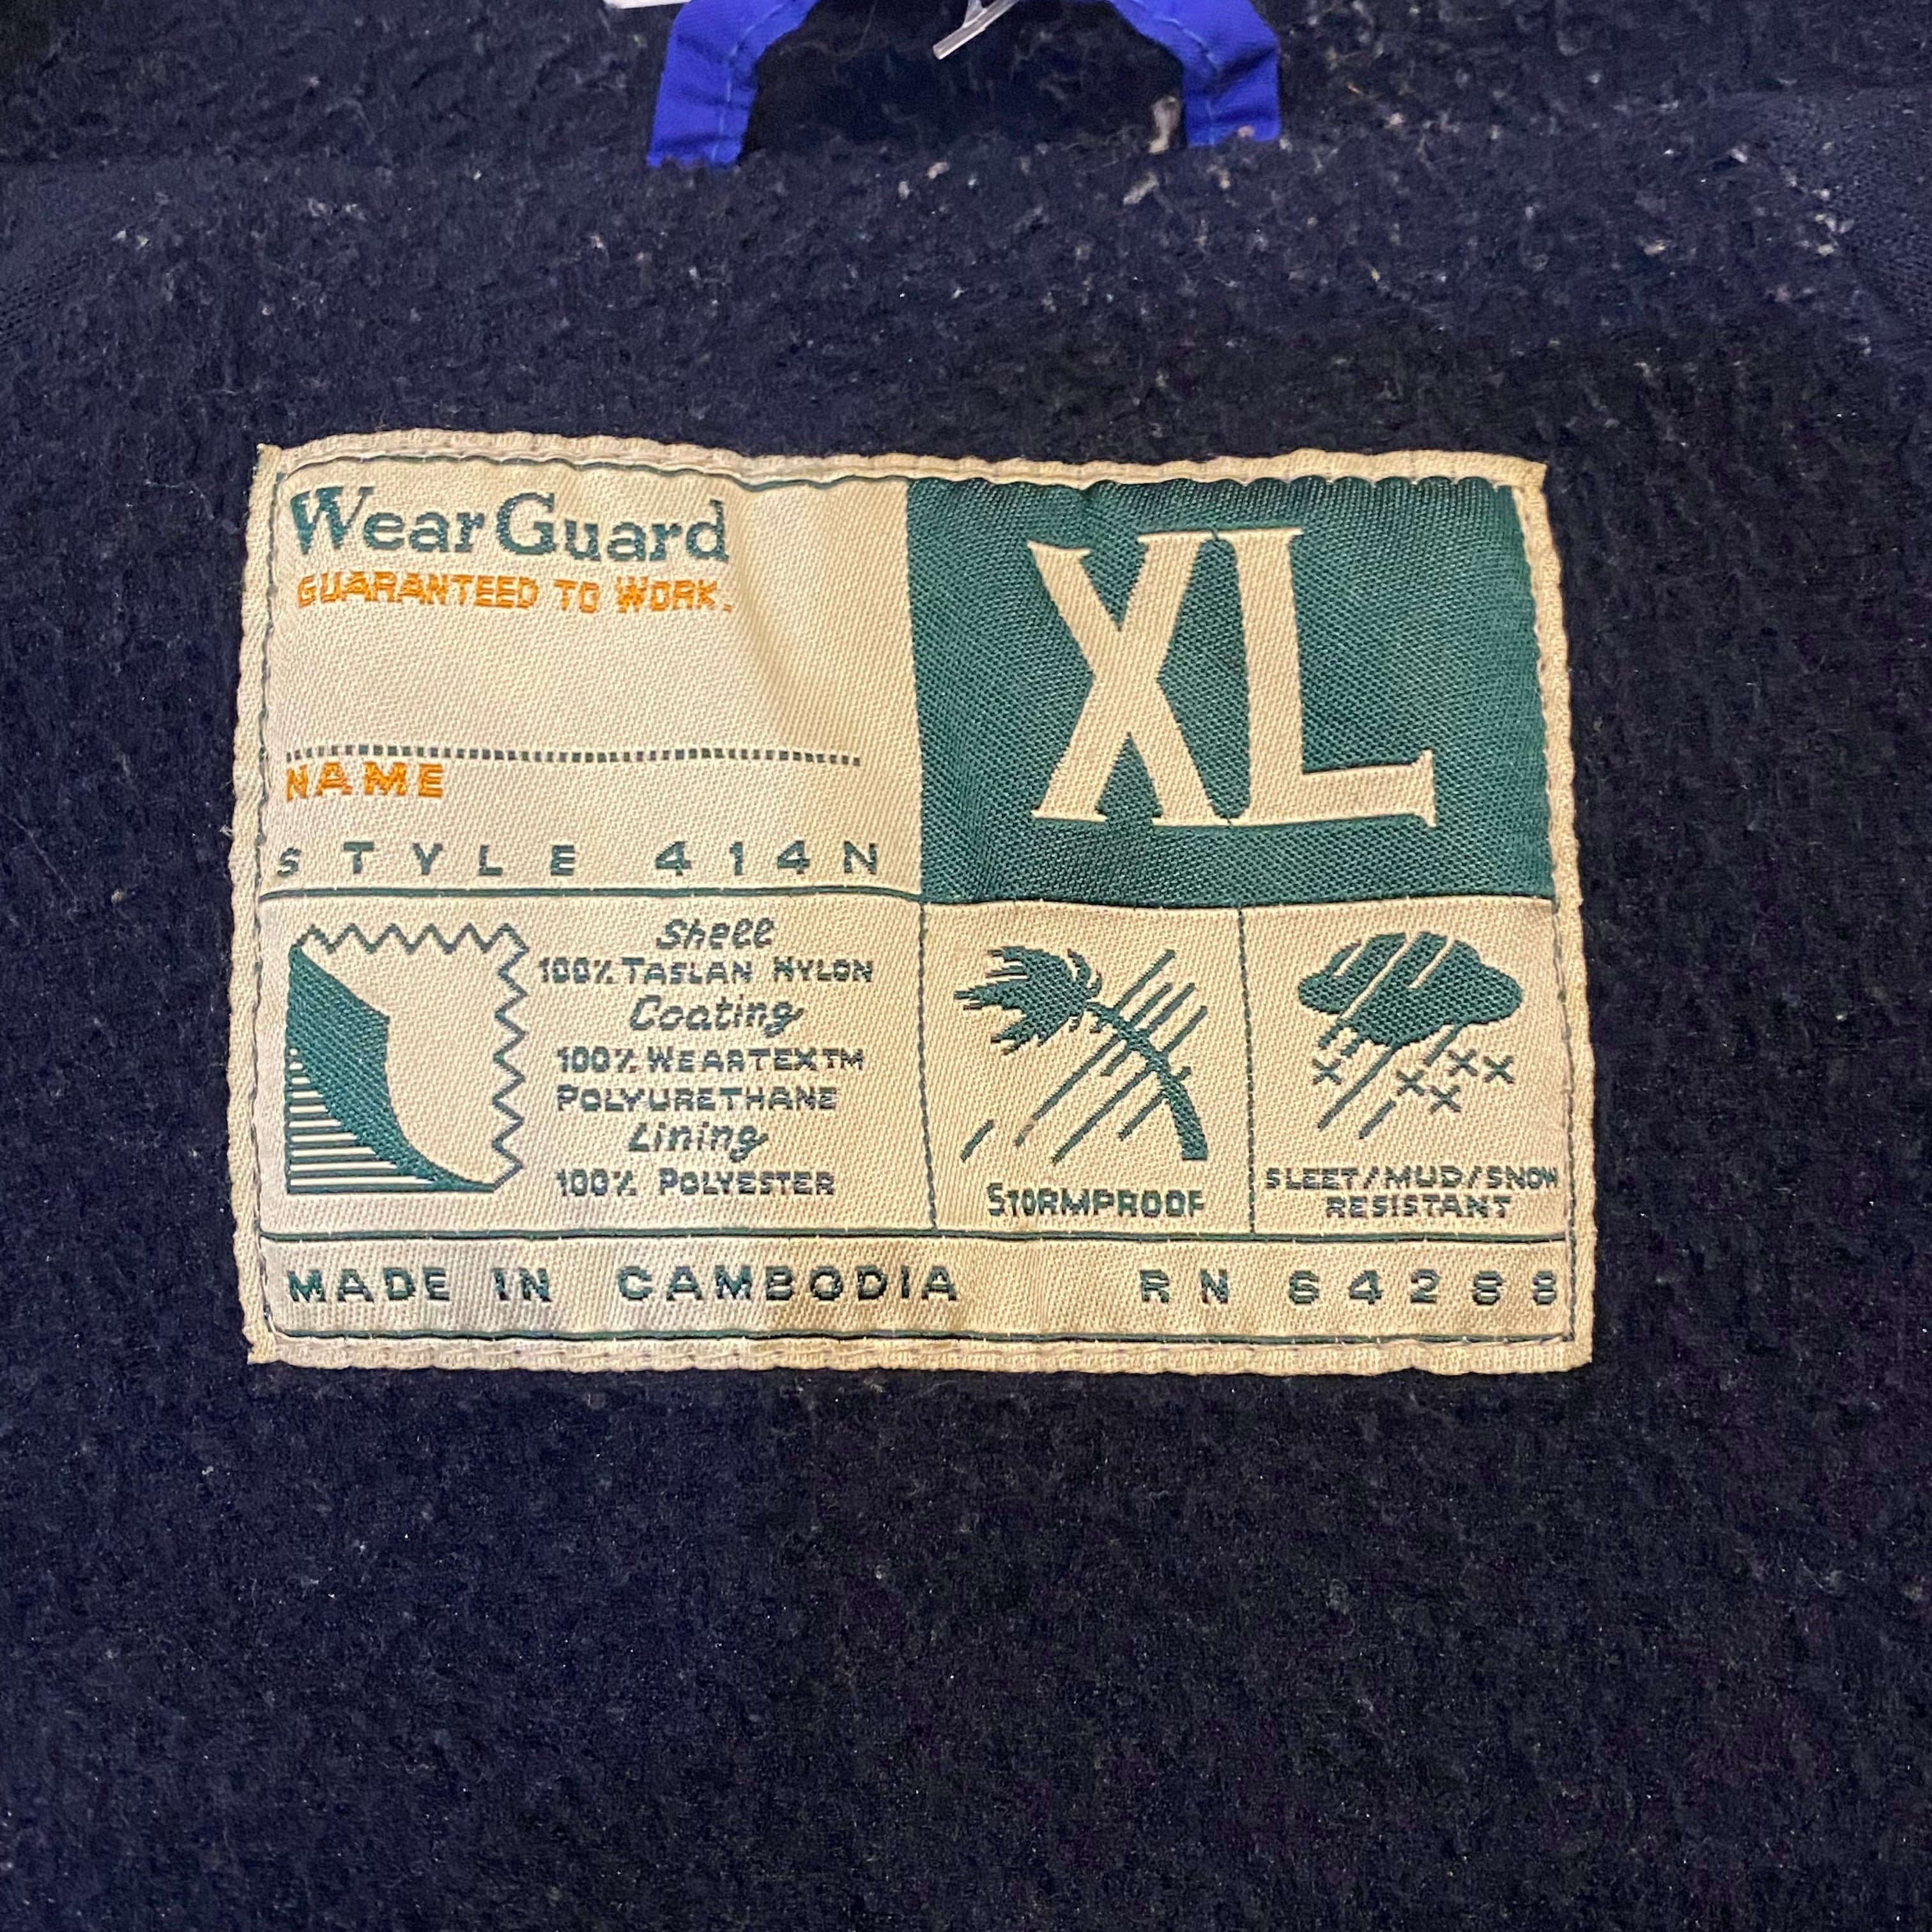 WearGuard
GUARANTEED TO WORK.
XL
NAME
STYLE 414N
Shell
100% TASLAN NYLON
Coating
100% WEARTEX™
POLYURETHANE
Lining
100% POLYESTER
STORMPROOF
SLEET/MUD/SNOW
RESISTANT
MADE IN CAMBODIA RN 64288